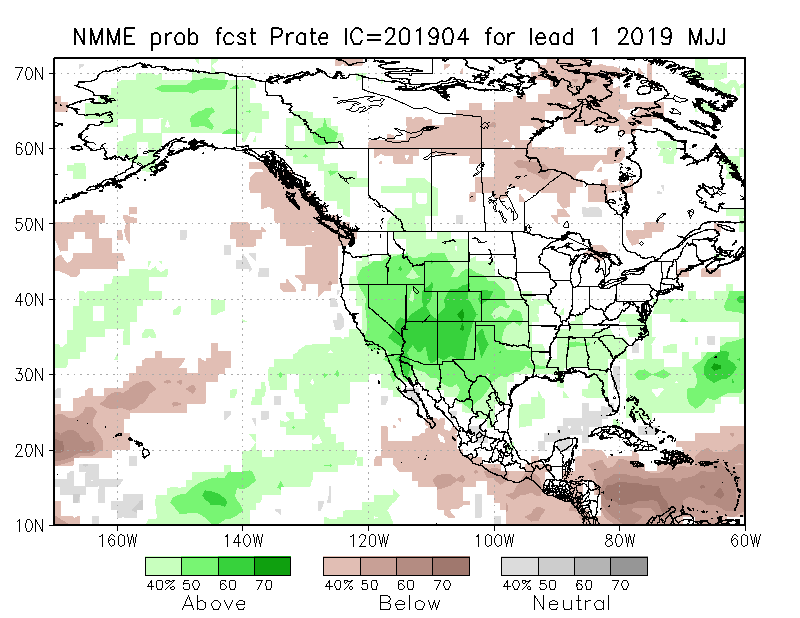 NMME prob fcst Prate IC=201904 for lead 1 2019 MJJ
70N
60N
50N
40N
30N
20N
10N
160W 140W 120W 100W 80W 60W
40% 50 60 70 40% 50 60 70 40% 50 60 70
Above Below Neutral